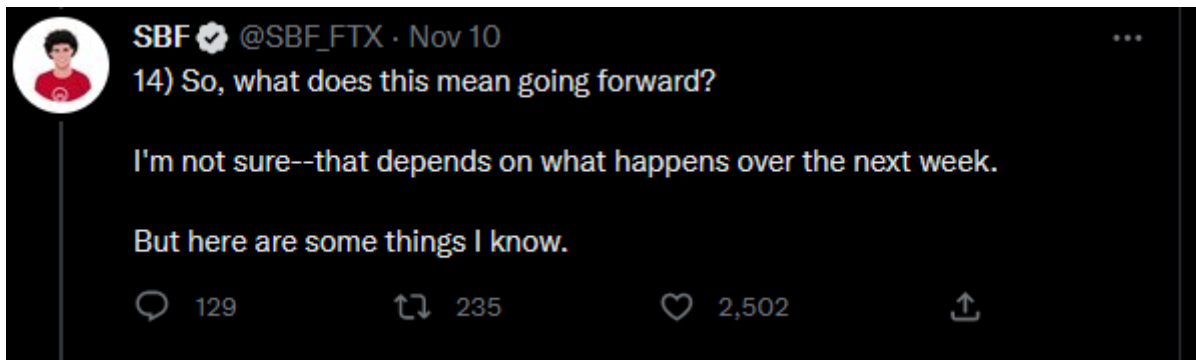 SBF @SBF_FTX · Nov 10
14) So, what does this mean going forward?
I'm not sure--that depends on what happens over the next week.
But here are some things I know.
129 235 2,502